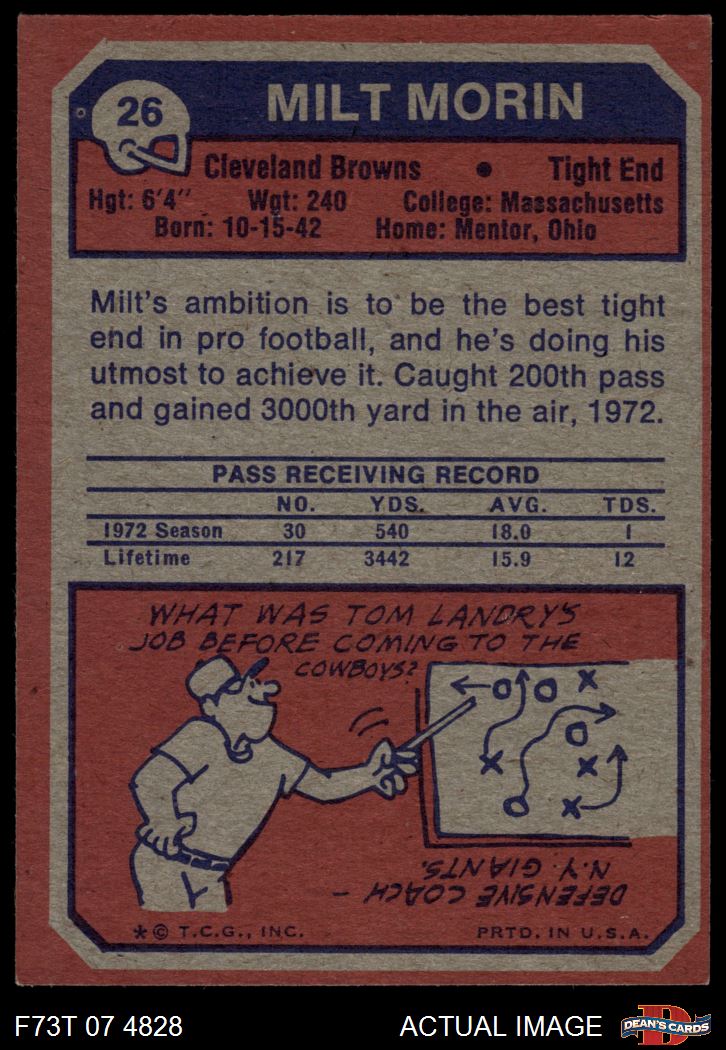 26
MILT MORIN
Cleveland Browns • Tight End
Hgt: 6'4" Wgt: 240 College: Massachusetts
Born: 10-15-42 Home: Mentor, Ohio
Milt's ambition is to be the best tight
end in pro football, and he's doing his
utmost to achieve it. Caught 200th pass
and gained 3000th yard in the air, 1972.
PASS RECEIVING RECORD
NO. YDS. AVG. TDS.
1972 Season 30 540 18.0 1
Lifetime 217 3442 15.9 12
WHAT WAS TOM LANDRY'S
JOB BEFORE COMING TO THE
COWBOYS?
DEFENSIVE COACH –
N.Y. GIANTS.
* © T.C.G., INC. PRTD. IN U.S.A.
F73T 07 4828 ACTUAL IMAGE
D
DEAN'S CARDS